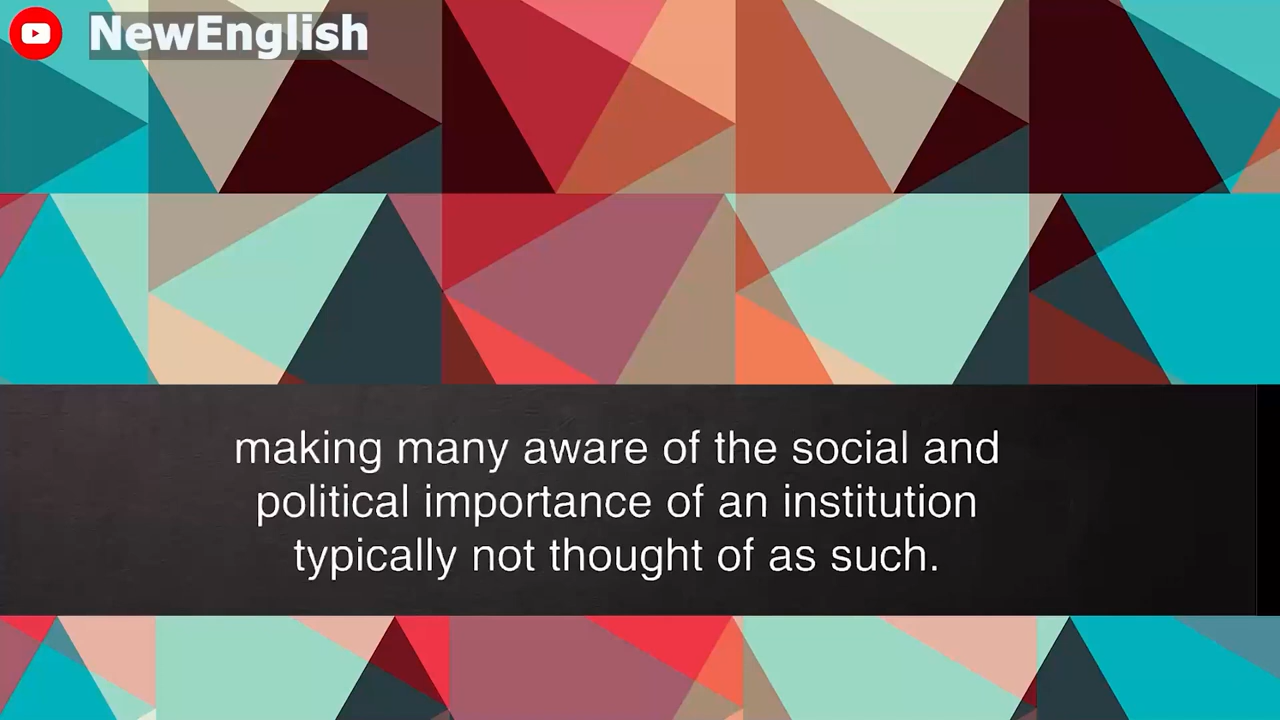 NewEnglish
making many aware of the social and
political importance of an institution
typically not thought of as such.